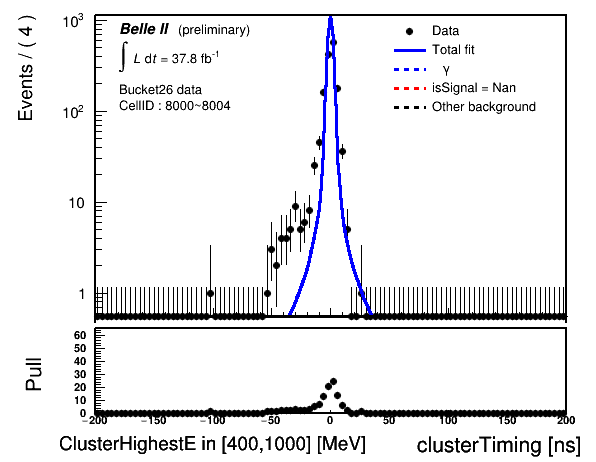 Events / ( 4 )
10³
10²
10
1
Belle II (preliminary)
∫ L dt = 37.8 fb⁻¹
Bucket26 data
CellID : 8000~8004
Data
Total fit
γ
isSignal = Nan
Other background
Pull
60
50
40
30
20
10
0
−200 −150 −100 −50 0 50 100 150 200
ClusterHighestE in [400,1000] [MeV] clusterTiming [ns]